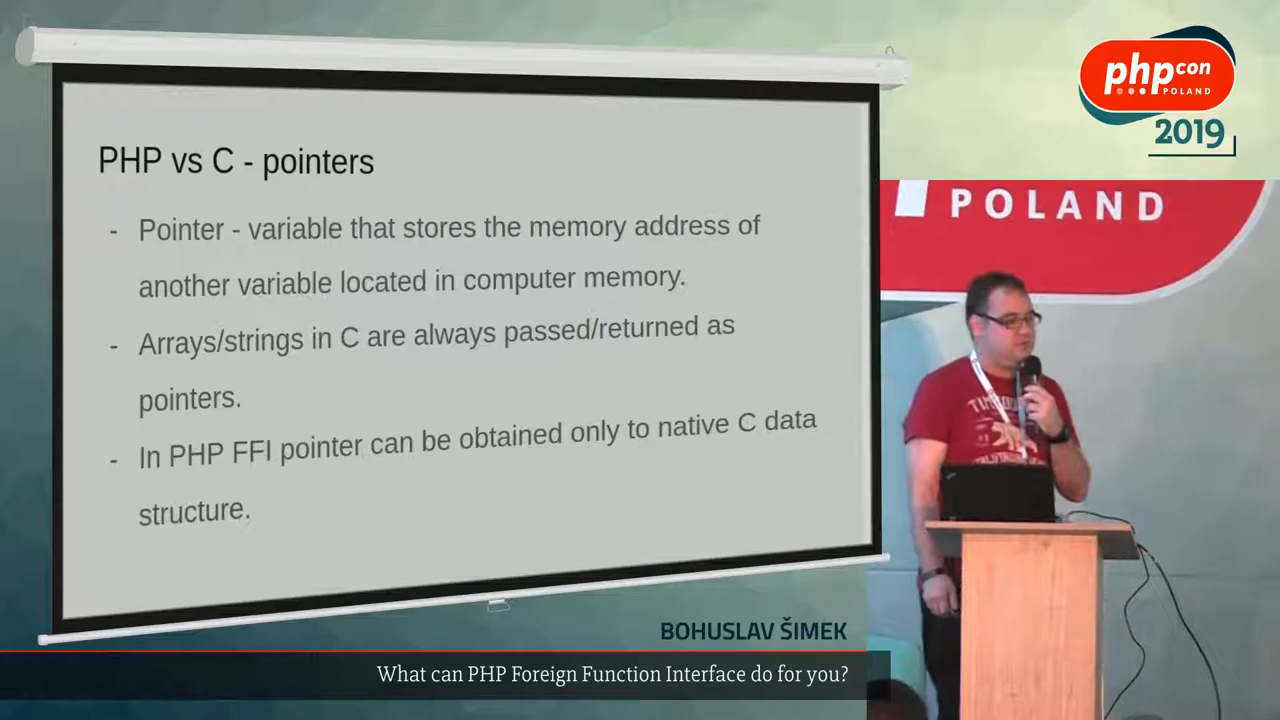 PHP vs C - pointers
- Pointer - variable that stores the memory address of
another variable located in computer memory.
- Arrays/strings in C are always passed/returned as
pointers.
- In PHP FFI pointer can be obtained only to native C data
structure.
phpcon
POLAND
2019
POLAND
BOHUSLAV ŠIMEK
What can PHP Foreign Function Interface do for you?